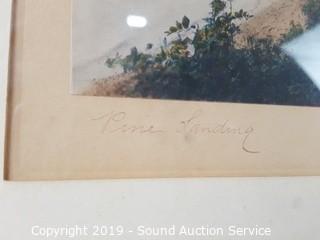 Pine Landing
Copyright 2019 - Sound Auction Service